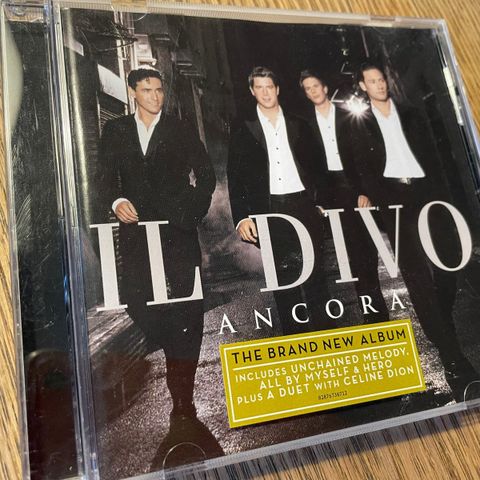 IL DIVO
ANCORA
THE BRAND NEW ALBUM
INCLUDES UNCHAINED MELODY,
ALL BY MYSELF & HERO
PLUS A DUET WITH CELINE DION